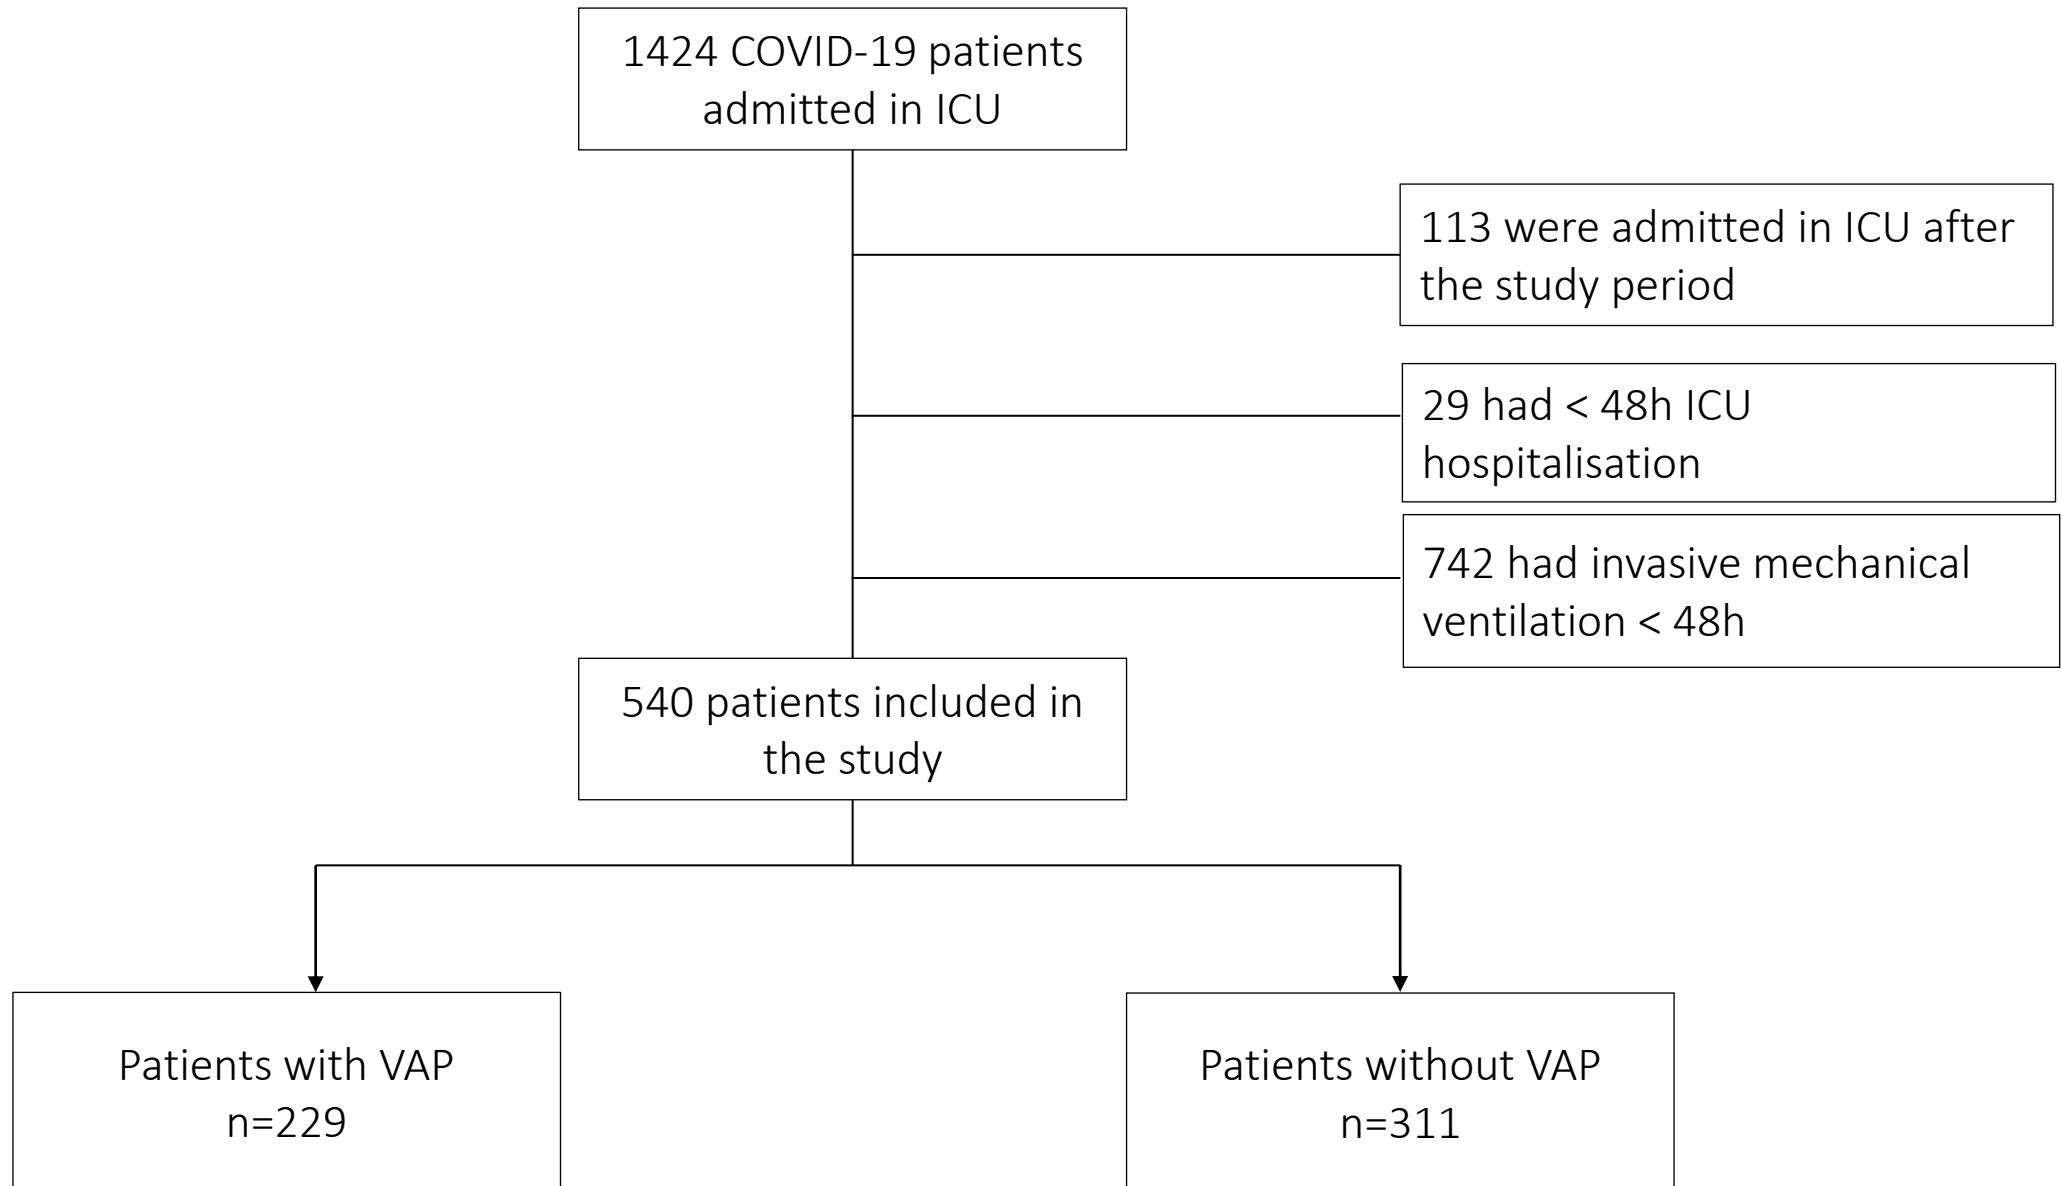 1424 COVID-19 patients
admitted in ICU
113 were admitted in ICU after
the study period
29 had < 48h ICU
hospitalisation
742 had invasive mechanical
ventilation < 48h
540 patients included in
the study
Patients with VAP
n=229
Patients without VAP
n=311